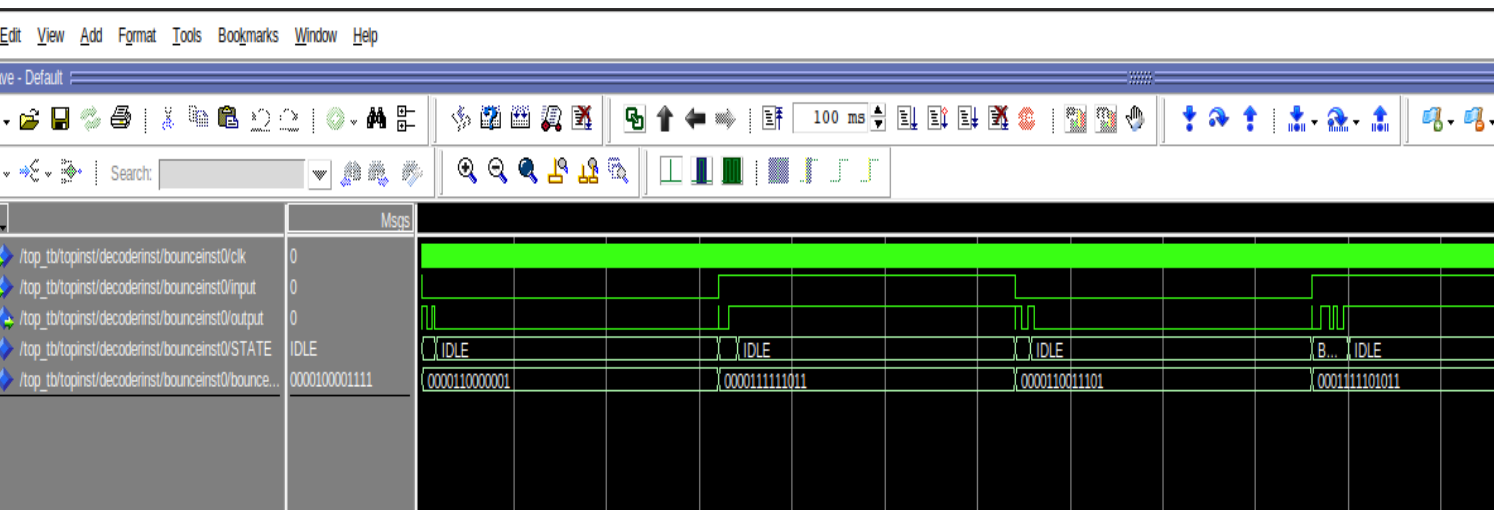 Edit View Add Format Tools Bookmarks Window Help
ave - Default
100 ms
Search:
Msgs
/top_tb/topinst/decoderinst/bounceinst0/clk 0
/top_tb/topinst/decoderinst/bounceinst0/input 0
/top_tb/topinst/decoderinst/bounceinst0/output 0
/top_tb/topinst/decoderinst/bounceinst0/STATE IDLE IDLE IDLE IDLE B... IDLE
/top_tb/topinst/decoderinst/bounceinst0/bounce... 0000100001111 0000110000001 0000111111011 0000110011101 0001111101011